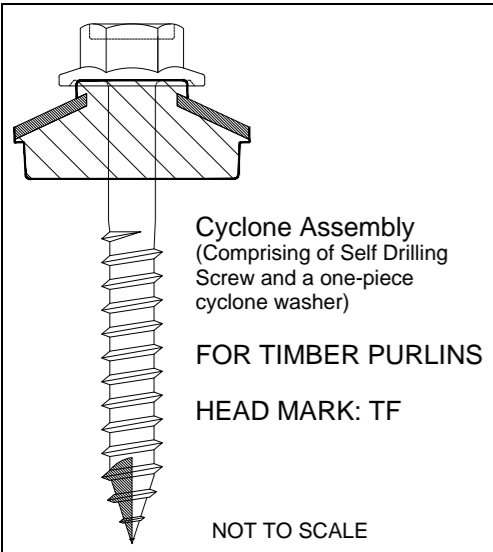 Cyclone Assembly
(Comprising of Self Drilling
Screw and a one-piece
cyclone washer)
FOR TIMBER PURLINS
HEAD MARK: TF
NOT TO SCALE